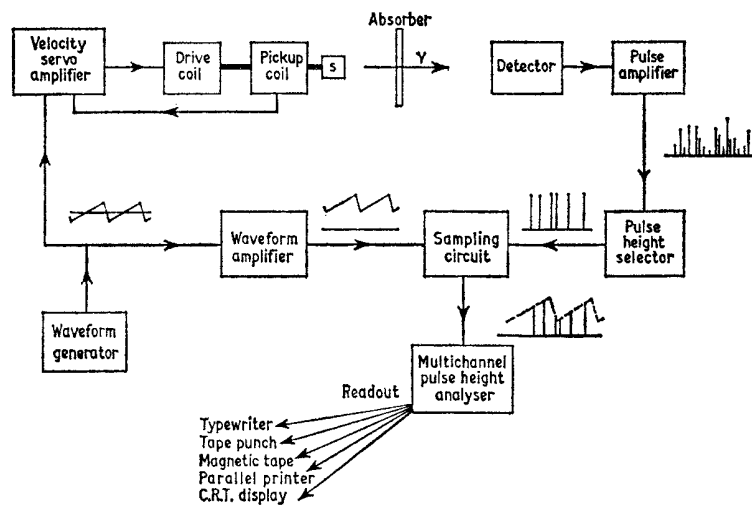 Absorber
Velocity
servo
amplifier
Drive
coil
Pickup
coil
S
γ
Detector
Pulse
amplifier
Waveform
amplifier
Sampling
circuit
Pulse
height
selector
Waveform
generator
Multichannel
pulse height
analyser
Readout
Typewriter
Tape punch
Magnetic tape
Parallel printer
C.R.T. display